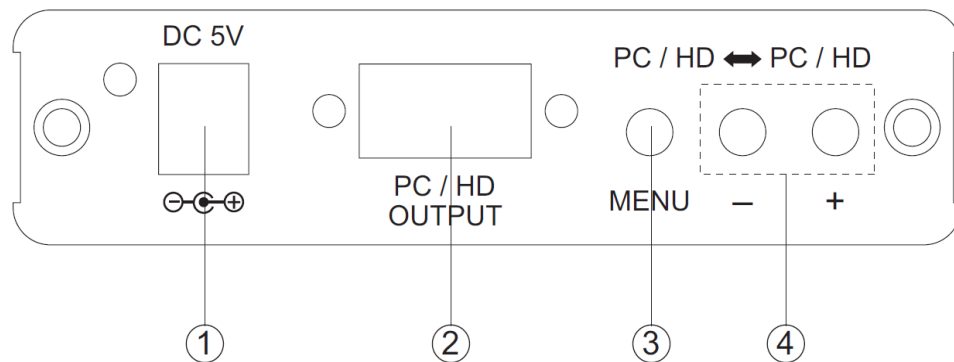 DC 5V
PC / HD ⬌ PC / HD
PC / HD
OUTPUT
MENU
–
+
1
2
3
4